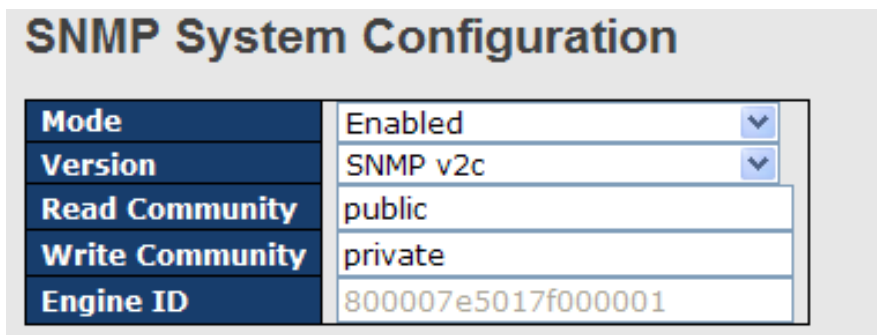 SNMP System Configuration
Mode Enabled
Version SNMP v2c
Read Community public
Write Community private
Engine ID 800007e5017f000001